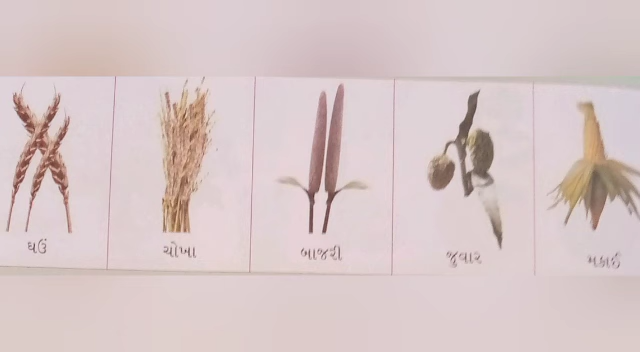 ઘઉં
ચોખા
બાજરી
જુવાર
મકાઈ